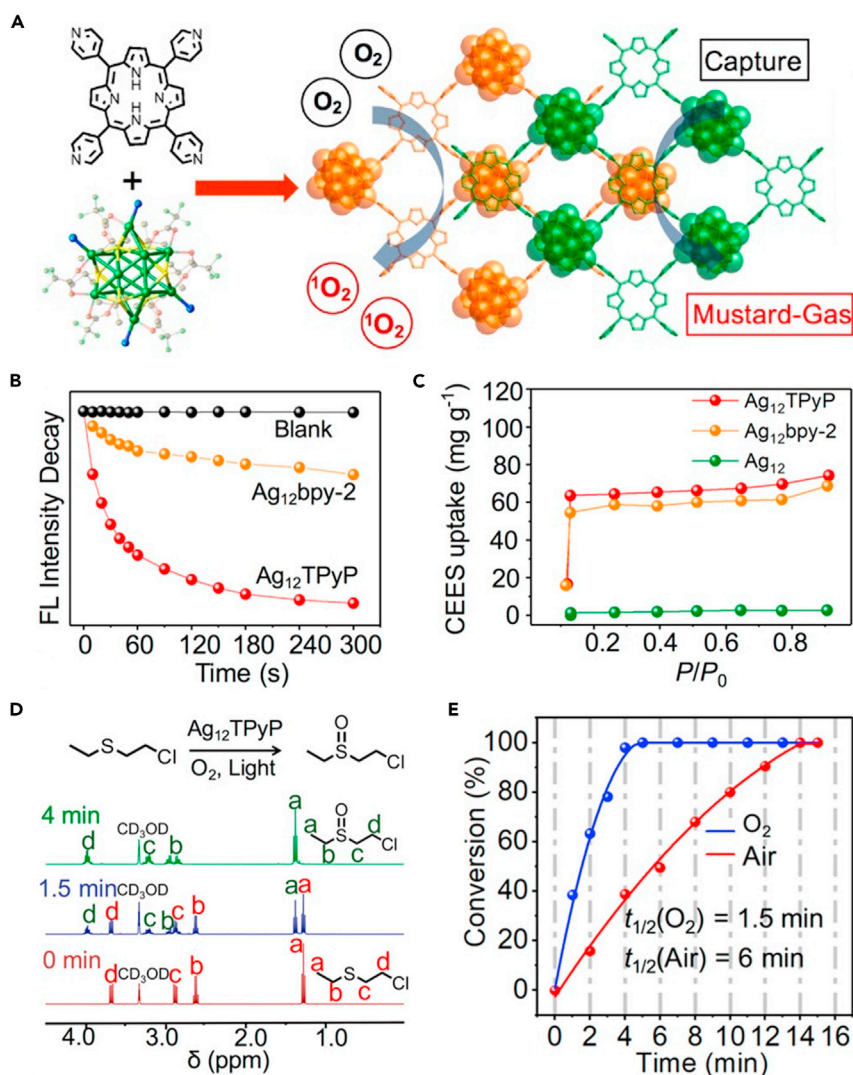 A
N
N
N
N
N
H
N
N
H
N
+
O₂
O₂
¹O₂
¹O₂
Capture
Mustard-Gas
B
FL Intensity Decay
Blank
Ag₁₂bpy-2
Ag₁₂TPyP
0 60 120 180 240 300
Time (s)
C
CEES uptake (mg g⁻¹)
120
100
80
60
40
20
0
Ag₁₂TPyP
Ag₁₂bpy-2
Ag₁₂
0.2 0.4 0.6 0.8
P/P₀
D
S Cl
Ag₁₂TPyP
O₂, Light
O
S Cl
4 min
d CD₃OD c b a
O
a S d Cl
b c
1.5 min
d d CD₃OD c b c b a a
0 min
d CD₃OD c b a
a S d Cl
b c
4.0 3.0 2.0 1.0
δ (ppm)
E
Conversion (%)
100
80
60
40
20
0
O₂
Air
t₁/₂(O₂) = 1.5 min
t₁/₂(Air) = 6 min
0 2 4 6 8 10 12 14 16
Time (min)